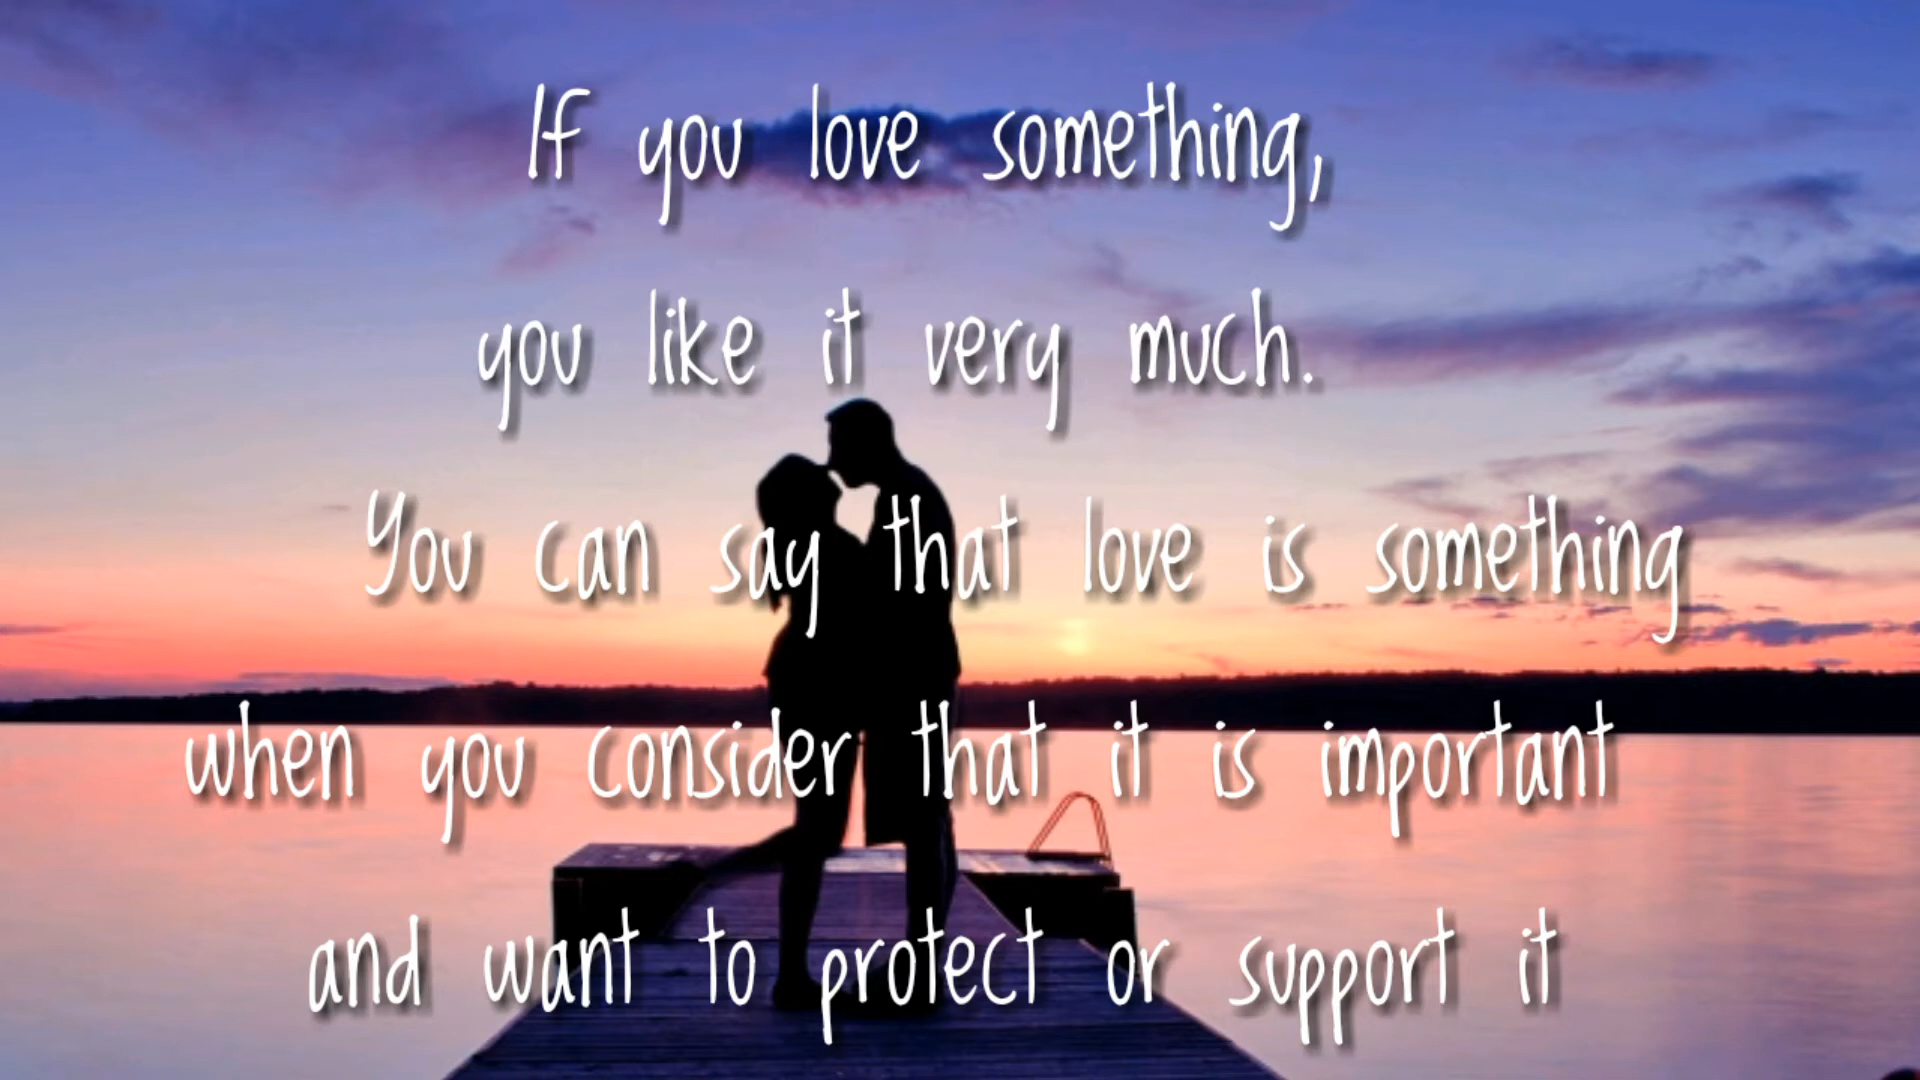 If you love something,
you like it very much.
You can say that love is something
when you consider that it is important
and want to protect or support it